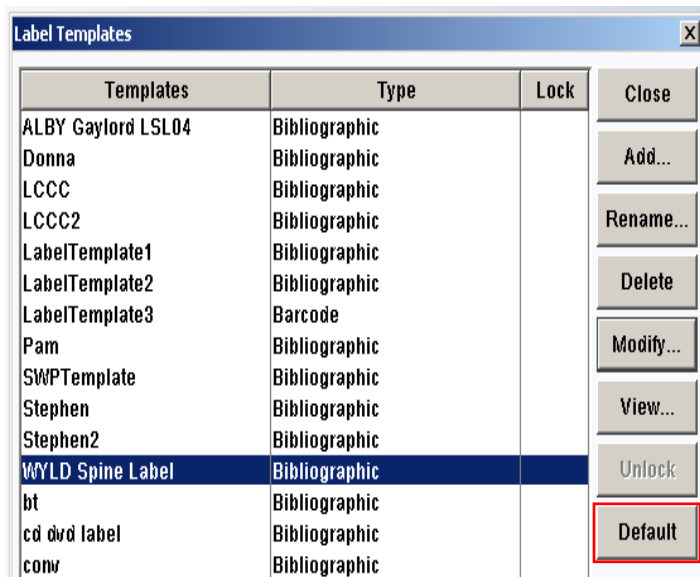 Label Templates X
Templates Type Lock Close
ALBY Gaylord LSL04 Bibliographic
Donna Bibliographic Add...
LCCC Bibliographic
LCCC2 Bibliographic Rename...
LabelTemplate1 Bibliographic
LabelTemplate2 Bibliographic Delete
LabelTemplate3 Barcode
Pam Bibliographic Modify...
SWPTemplate Bibliographic
Stephen Bibliographic View...
Stephen2 Bibliographic
WYLD Spine Label Bibliographic Unlock
bt Bibliographic
cd dvd label Bibliographic Default
conv Bibliographic